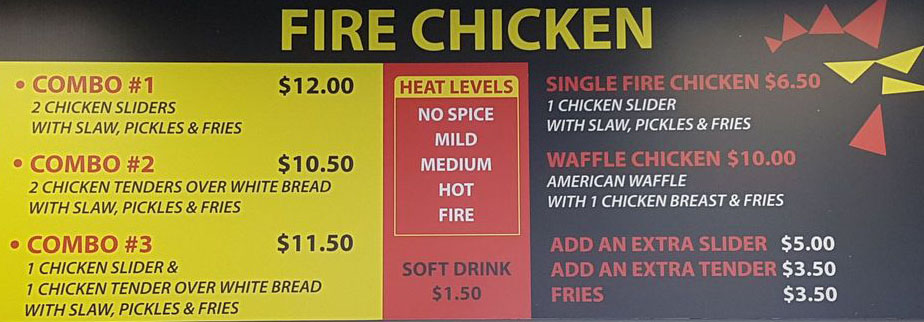 FIRE CHICKEN
• COMBO #1 $12.00
2 CHICKEN SLIDERS
WITH SLAW, PICKLES & FRIES
• COMBO #2 $10.50
2 CHICKEN TENDERS OVER WHITE BREAD
WITH SLAW, PICKLES & FRIES
• COMBO #3 $11.50
1 CHICKEN SLIDER &
1 CHICKEN TENDER OVER WHITE BREAD
WITH SLAW, PICKLES & FRIES
HEAT LEVELS
NO SPICE
MILD
MEDIUM
HOT
FIRE
SOFT DRINK
$1.50
SINGLE FIRE CHICKEN $6.50
1 CHICKEN SLIDER
WITH SLAW, PICKLES & FRIES
WAFFLE CHICKEN $10.00
AMERICAN WAFFLE
WITH 1 CHICKEN BREAST & FRIES
ADD AN EXTRA SLIDER $5.00
ADD AN EXTRA TENDER $3.50
FRIES $3.50